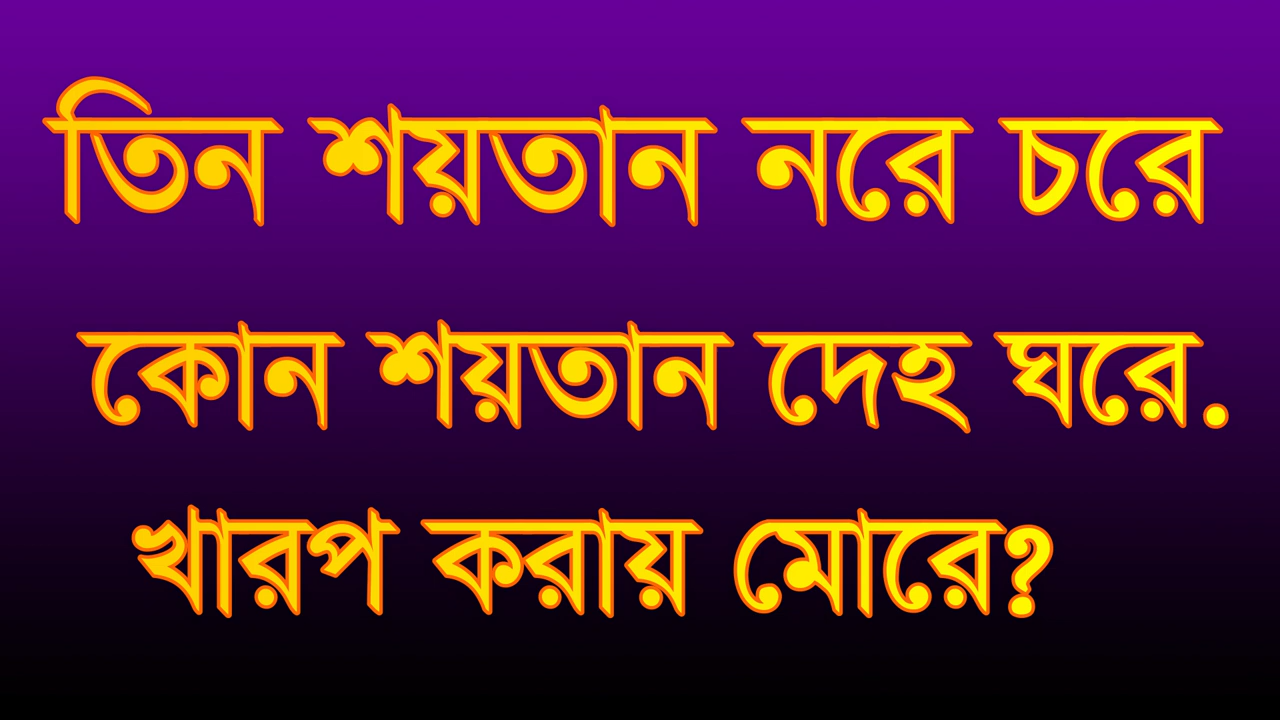 তিন শয়তান নরে চরে
কোন শয়তান দেহ ঘরে.
খারপ করায় মোরে?